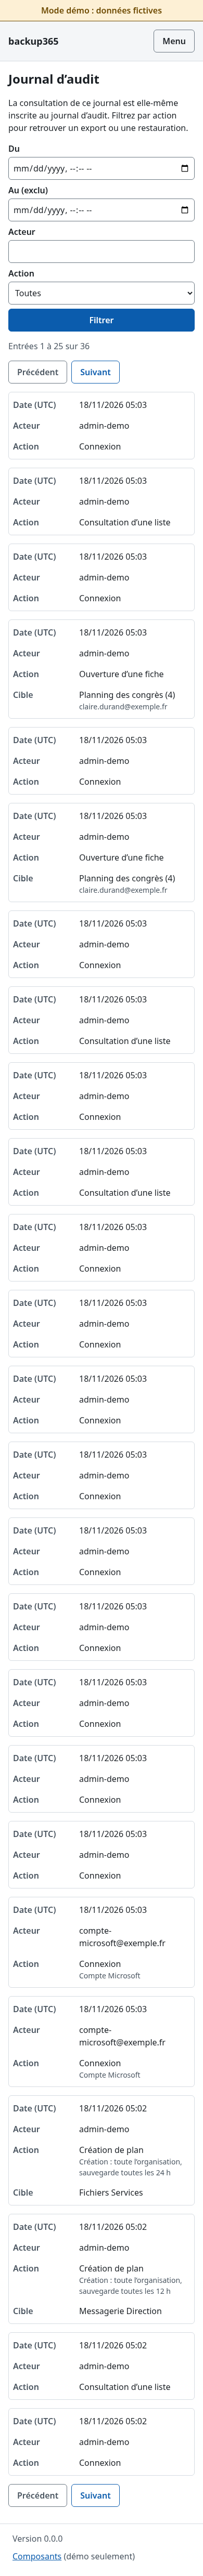 Mode démo : données fictives
backup365
Menu
Journal d’audit
La consultation de ce journal est elle-même
inscrite au journal d’audit. Filtrez par action
pour retrouver un export ou une restauration.
Du
mm/dd/yyyy, --:-- --
Au (exclu)
mm/dd/yyyy, --:-- --
Acteur
Action
Toutes
Filtrer
Entrées 1 à 25 sur 36
Précédent Suivant
Date (UTC) 18/11/2026 05:03
Acteur admin-demo
Action Connexion
Date (UTC) 18/11/2026 05:03
Acteur admin-demo
Action Consultation d’une liste
Date (UTC) 18/11/2026 05:03
Acteur admin-demo
Action Connexion
Date (UTC) 18/11/2026 05:03
Acteur admin-demo
Action Ouverture d’une fiche
Cible Planning des congrès (4)
claire.durand@exemple.fr
Date (UTC) 18/11/2026 05:03
Acteur admin-demo
Action Connexion
Date (UTC) 18/11/2026 05:03
Acteur admin-demo
Action Ouverture d’une fiche
Cible Planning des congrès (4)
claire.durand@exemple.fr
Date (UTC) 18/11/2026 05:03
Acteur admin-demo
Action Connexion
Date (UTC) 18/11/2026 05:03
Acteur admin-demo
Action Consultation d’une liste
Date (UTC) 18/11/2026 05:03
Acteur admin-demo
Action Connexion
Date (UTC) 18/11/2026 05:03
Acteur admin-demo
Action Consultation d’une liste
Date (UTC) 18/11/2026 05:03
Acteur admin-demo
Action Connexion
Date (UTC) 18/11/2026 05:03
Acteur admin-demo
Action Connexion
Date (UTC) 18/11/2026 05:03
Acteur admin-demo
Action Connexion
Date (UTC) 18/11/2026 05:03
Acteur admin-demo
Action Connexion
Date (UTC) 18/11/2026 05:03
Acteur admin-demo
Action Connexion
Date (UTC) 18/11/2026 05:03
Acteur admin-demo
Action Connexion
Date (UTC) 18/11/2026 05:03
Acteur admin-demo
Action Connexion
Date (UTC) 18/11/2026 05:03
Acteur admin-demo
Action Connexion
Date (UTC) 18/11/2026 05:03
Acteur admin-demo
Action Connexion
Date (UTC) 18/11/2026 05:03
Acteur compte-
microsoft@exemple.fr
Action Connexion
Compte Microsoft
Date (UTC) 18/11/2026 05:03
Acteur compte-
microsoft@exemple.fr
Action Connexion
Compte Microsoft
Date (UTC) 18/11/2026 05:02
Acteur admin-demo
Action Création de plan
Création : toute l’organisation,
sauvegarde toutes les 24 h
Cible Fichiers Services
Date (UTC) 18/11/2026 05:02
Acteur admin-demo
Action Création de plan
Création : toute l’organisation,
sauvegarde toutes les 12 h
Cible Messagerie Direction
Date (UTC) 18/11/2026 05:02
Acteur admin-demo
Action Consultation d’une liste
Date (UTC) 18/11/2026 05:02
Acteur admin-demo
Action Connexion
Précédent Suivant
Version 0.0.0
Composants (démo seulement)